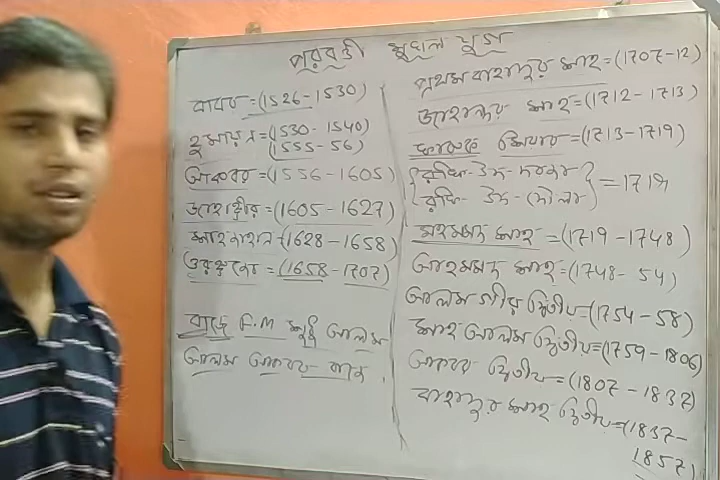 পরবর্তী মুঘল যুগ
বাবর =(1526-1530)
হুমায়ুন =(1530-1540)
(1555-56)
আকবর =(1556-1605)
জাহাঙ্গীর =(1605-1627)
শাহজাহান =(1628-1658)
ঔরঙ্গজেব =(1658-1707)
বাজে F.M শুধু আলম
আলম আকবর
প্রথম বাহাদুর শাহ =(1707-12)
জাহান্দার শাহ =(1712-1713)
ফারুক শিয়ার =(1713-1719)
{রফি-উদ-দরজা
{রফি-উদ-দৌলা } = 1719
মহম্মদ শাহ =(1719-1748)
আহমদ শাহ =(1748-54)
আলমগীর দ্বিতীয় =(1754-58)
শাহ আলম দ্বিতীয় =(1759-1806)
আকবর দ্বিতীয় =(1807-1837)
বাহাদুর শাহ দ্বিতীয় =(1837-
1857)